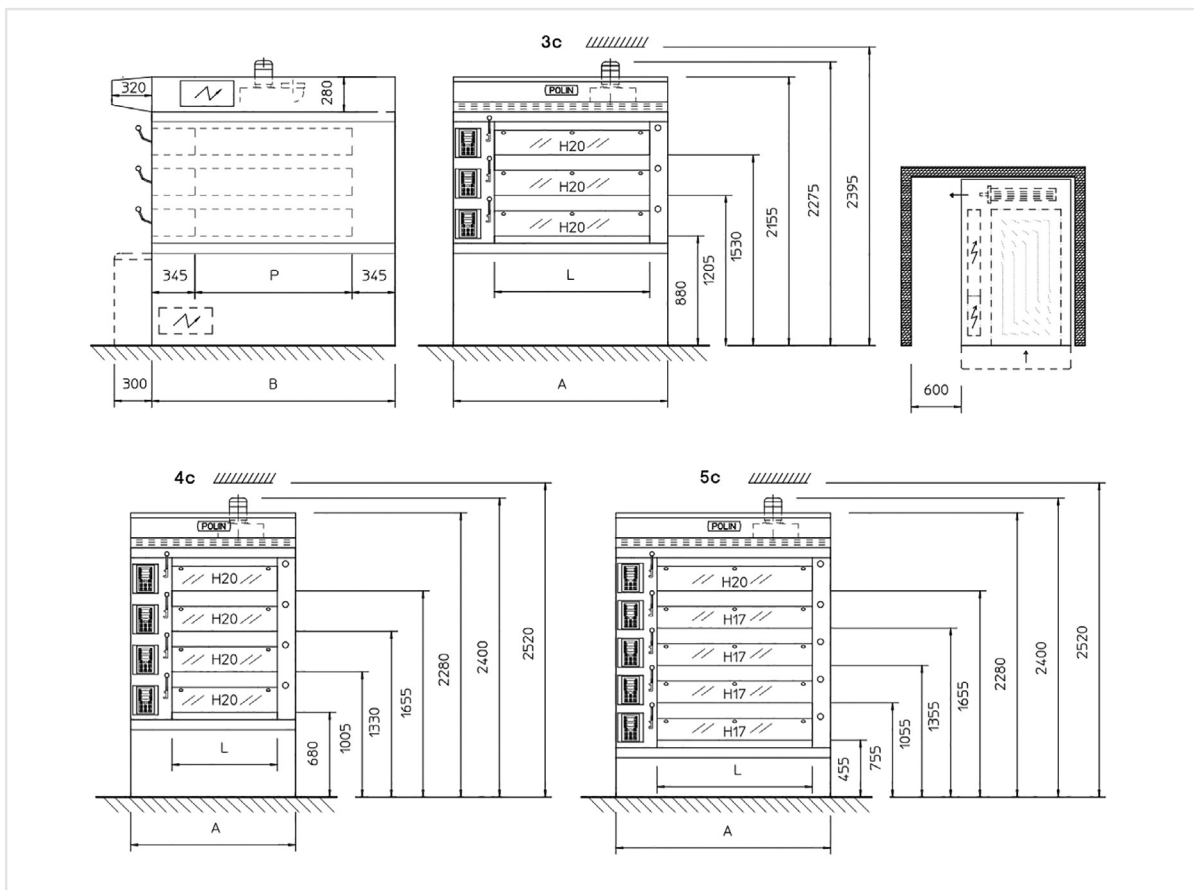 3c
320
280
345
P
345
300
B
POLIN
H20
H20
H20
L
A
880
1205
1530
2155
2275
2395
600
4c
POLIN
H20
H20
H20
H20
L
A
680
1005
1330
1655
2280
2400
2520
5c
POLIN
H20
H17
H17
H17
H17
L
A
455
755
1055
1355
1655
2280
2400
2520